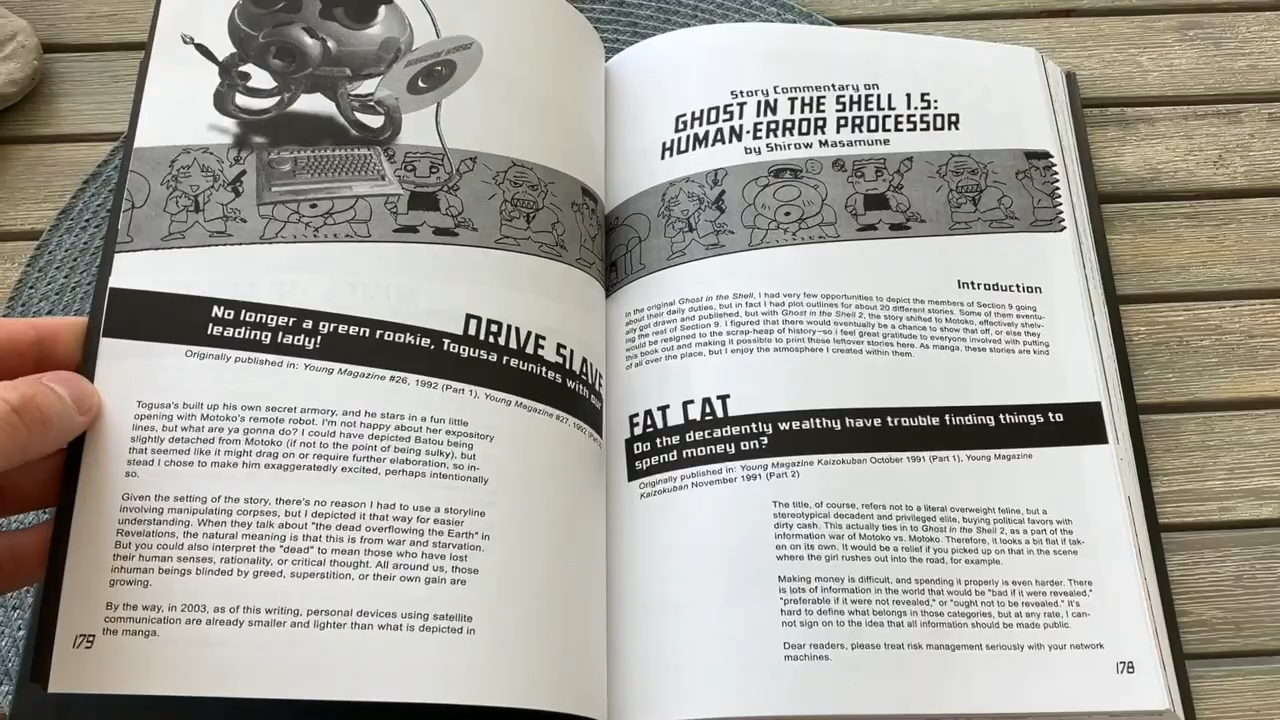 Story Commentary on
GHOST IN THE SHELL 1.5:
HUMAN-ERROR PROCESSOR
by Shirow Masamune
Introduction
In the original Ghost in the Shell, I had very few opportunities to depict the members of Section 9 going
about their daily duties, but in fact I had plot outlines for about 20 different stories. Some of them eventu-
ally got drawn and published, but with Ghost in the Shell 2, the story shifted to Motoko, effectively shelv-
ing the rest of Section 9. I figured that there would eventually be a chance to show that off, or else they
would be resigned to the scrap-heap of history—so i feel great gratitude to everyone involved with putting
this book out and making it possible to print these leftover stories here. As manga, these stories are kind
of all over the place, but I enjoy the atmosphere I created within them.
FAT CAT
Do the decadently wealthy have trouble finding things to
spend money on?
Originally published in: Young Magazine Kaizokuban October 1991 (Part 1), Young Magazine
Kaizokuban November 1991 (Part 2)
The title, of course, refers not to a literal overweight feline, but a
stereotypical decadent and privileged elite, buying political favors with
dirty cash. This actually ties in to Ghost in the Shell 2, as a part of the
information war of Motoko vs. Motoko. Therefore, it looks a bit flat if tak-
en on its own. It would be a relief if you picked up on that in the scene
where the girl rushes out into the road, for example.
Making money is difficult, and spending it properly is even harder. There
is lots of information in the world that would be "bad if it were revealed,"
"preferable if it were not revealed," or "ought not to be revealed." It's
hard to define what belongs in those categories, but at any rate, I can-
not sign on to the idea that all information should be made public.
Dear readers, please treat risk management seriously with your network
machines.
178
DRIVE SLAVE
No longer a green rookie, Togusa reunites with our
leading lady!
Originally published in: Young Magazine #26, 1992 (Part 1), Young Magazine #27, 1992 (Part 2)
Togusa's built up his own secret armory, and he stars in a fun little
opening with Motoko's remote robot. I'm not happy about her expository
lines, but what are ya gonna do? I could have depicted Batou being
slightly detached from Motoko (if not to the point of being sulky), but
that seemed like it might drag on or require further elaboration, so in-
stead I chose to make him exaggeratedly excited, perhaps intentionally
so.
Given the setting of the story, there's no reason I had to use a storyline
involving manipulating corpses, but I depicted it that way for easier
understanding. When they talk about "the dead overflowing the Earth" in
Revelations, the natural meaning is that this is from war and starvation.
But you could also interpret the "dead" to mean those who have lost
their human senses, rationality, or critical thought. All around us, those
inhuman beings blinded by greed, superstition, or their own gain are
growing.
By the way, in 2003, as of this writing, personal devices using satellite
communication are already smaller and lighter than what is depicted in
the manga.
179